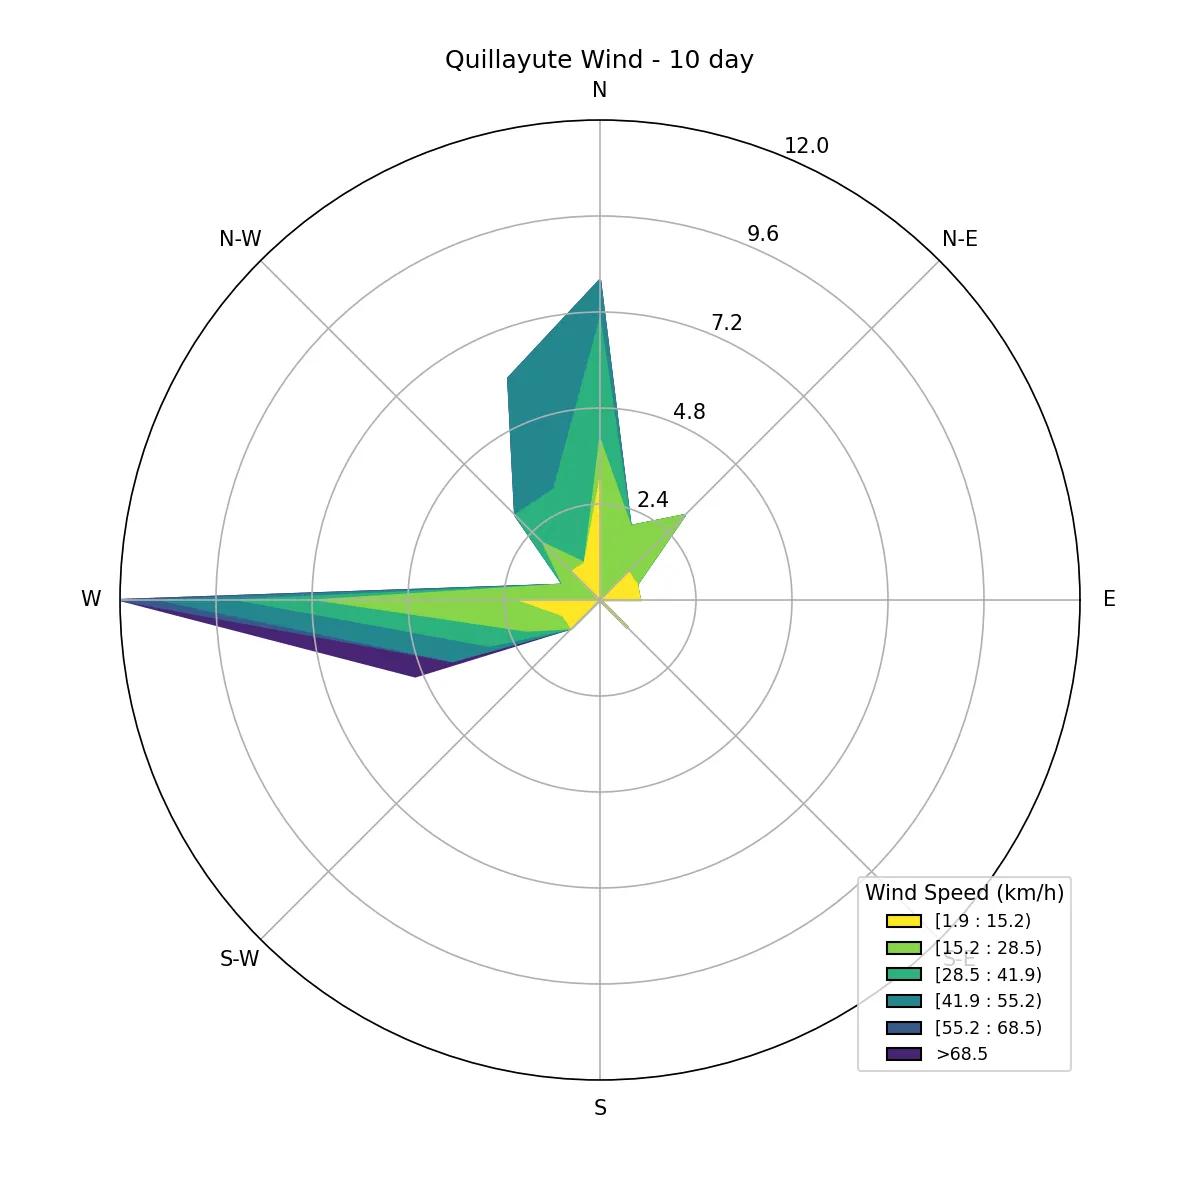 Quillayute Wind - 10 day
N
12.0
N-W
9.6
N-E
7.2
4.8
2.4
W
E
Wind Speed (km/h)
[1.9 : 15.2)
[15.2 : 28.5)
S-W
S-E
[28.5 : 41.9)
[41.9 : 55.2)
[55.2 : 68.5)
>68.5
S